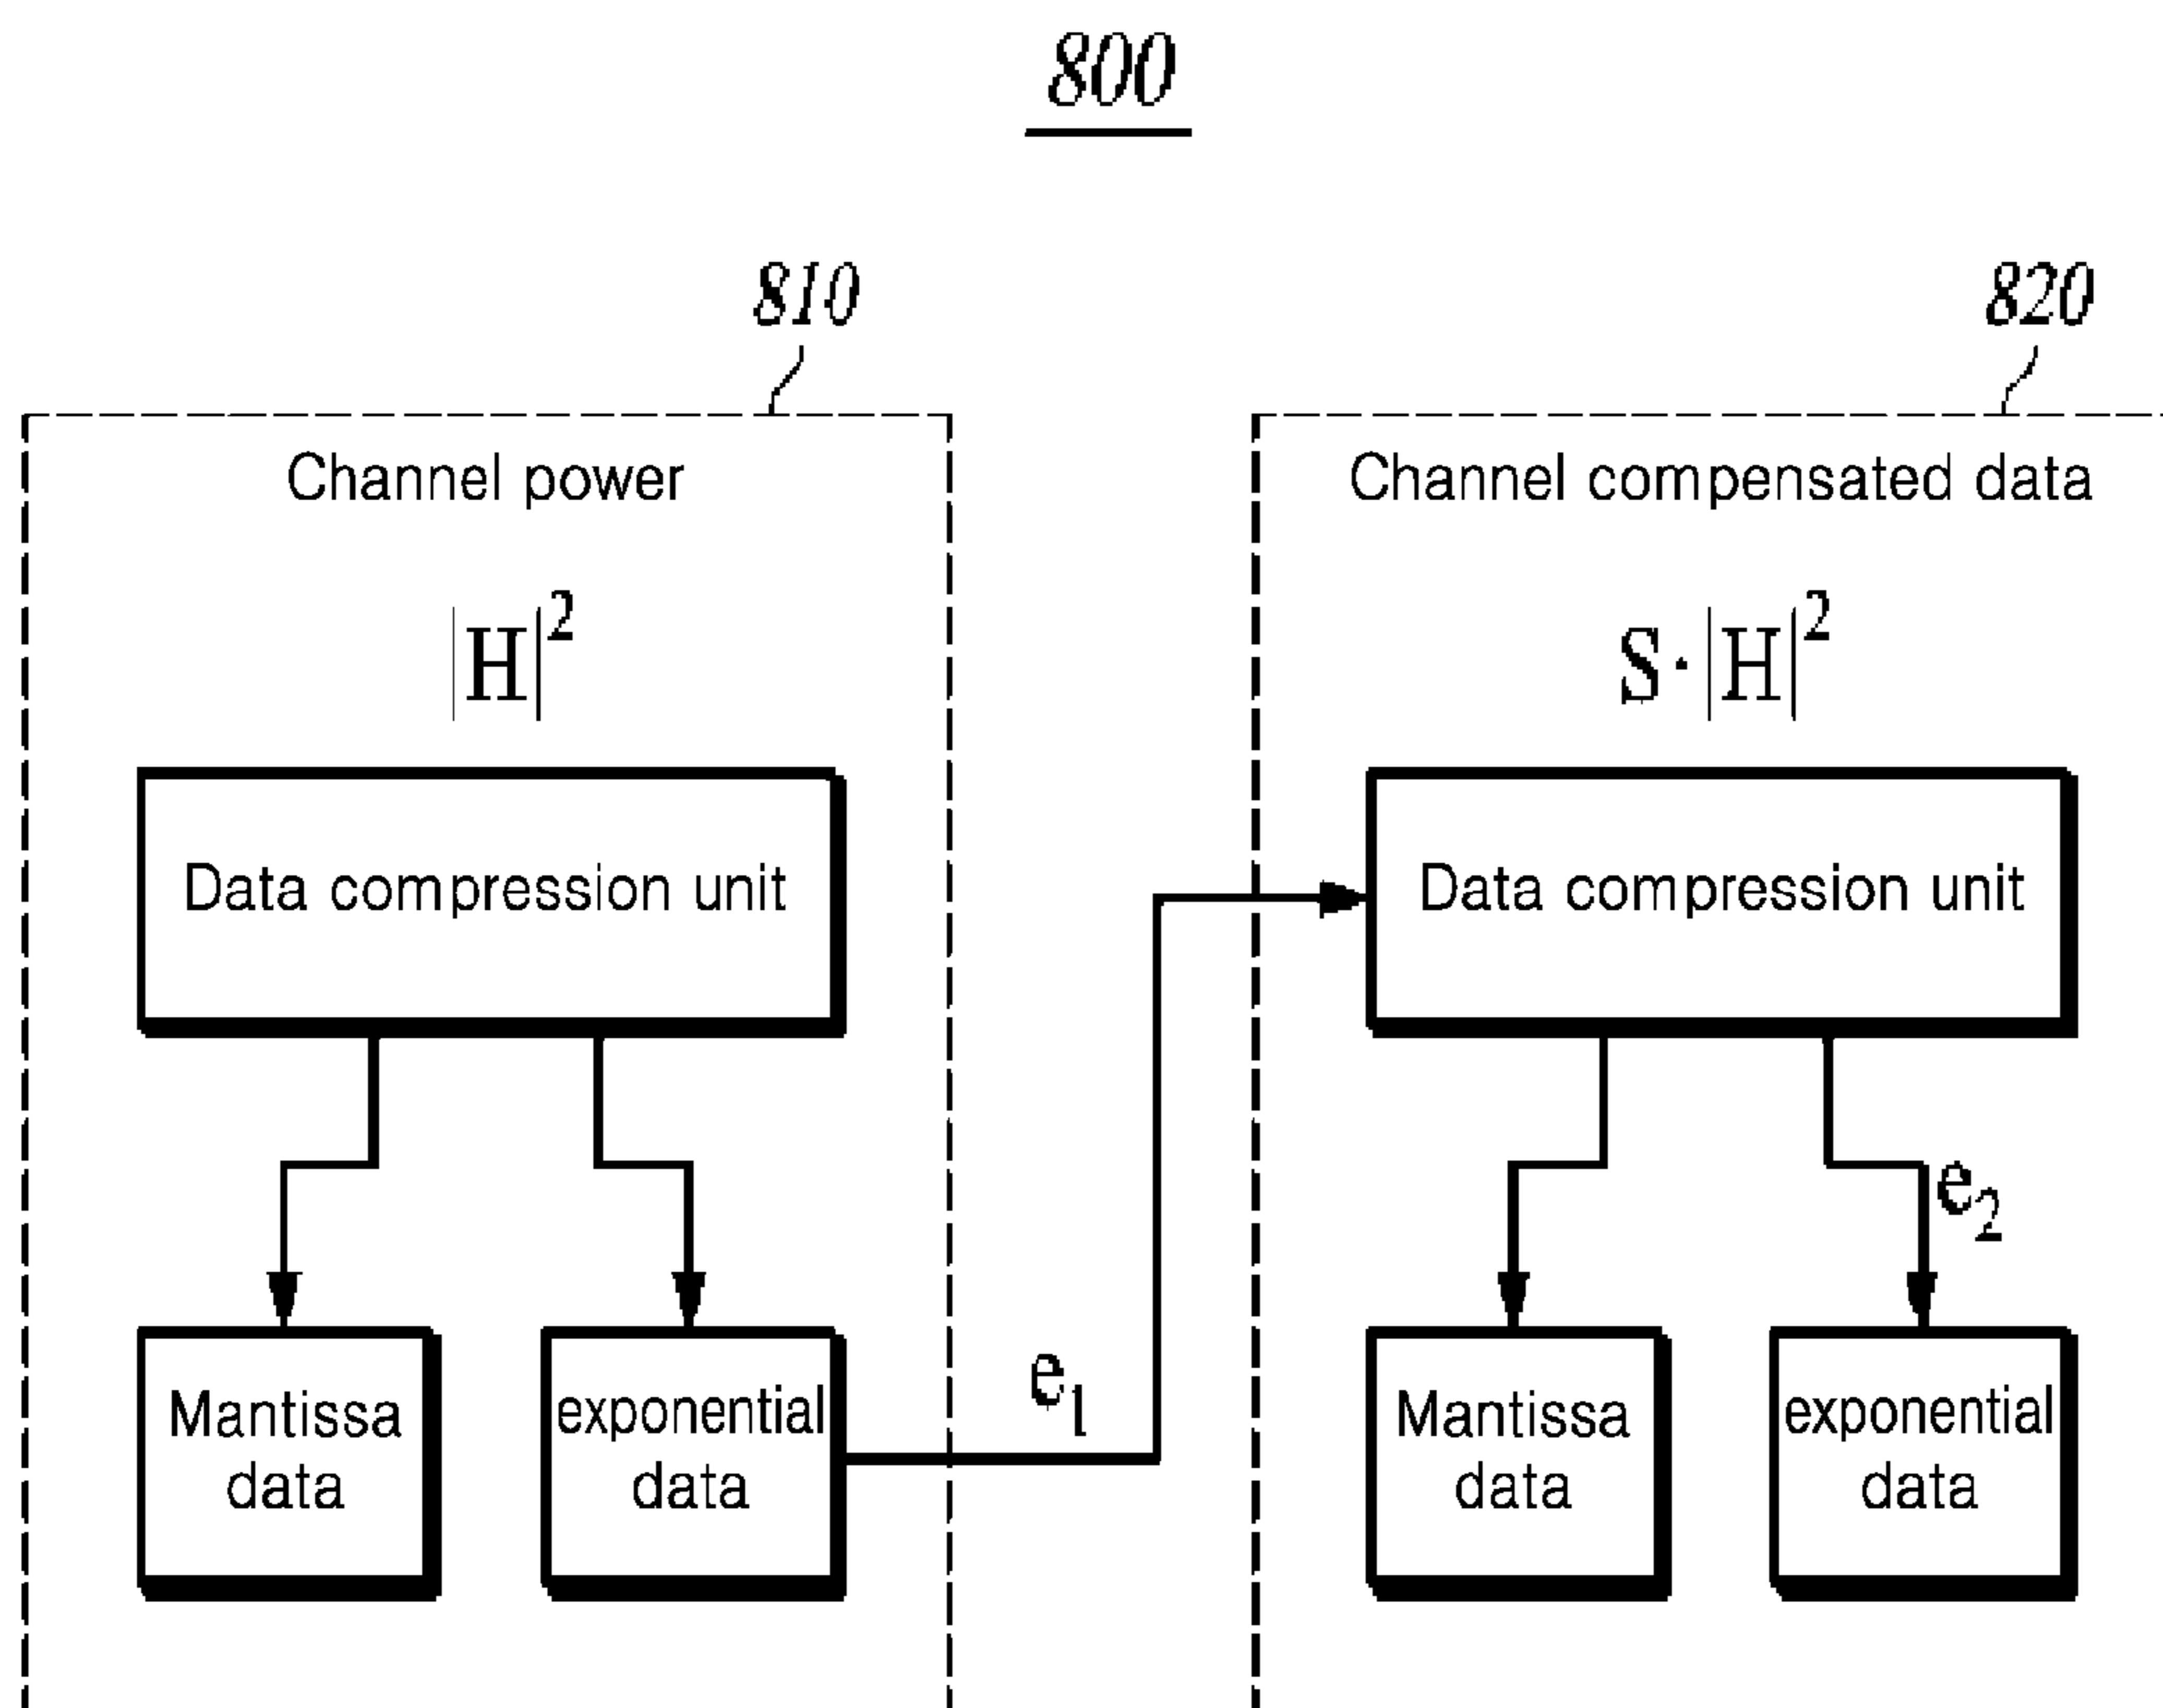 800
810
820
Channel power
|H|²
Data compression unit
Mantissa
data
exponential
data
e₁
Channel compensated data
S·|H|²
Data compression unit
e₂
Mantissa
data
exponential
data